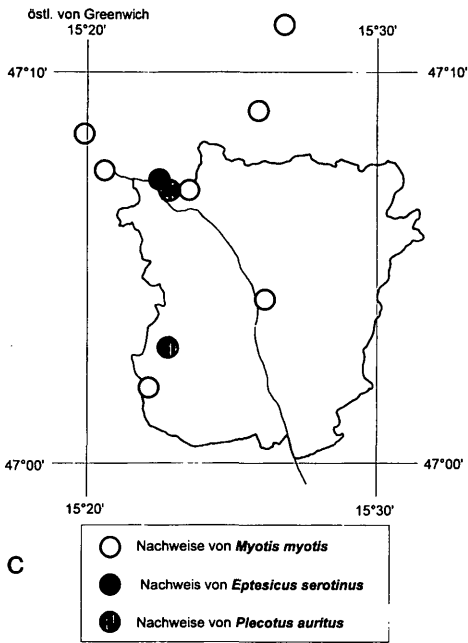 östl. von Greenwich
15°20' 15°30'
47°10' 47°10'
47°00' 47°00'
15°20' 15°30'
C
Nachweise von Myotis myotis
Nachweis von Eptesicus serotinus
Nachweise von Plecotus auritus